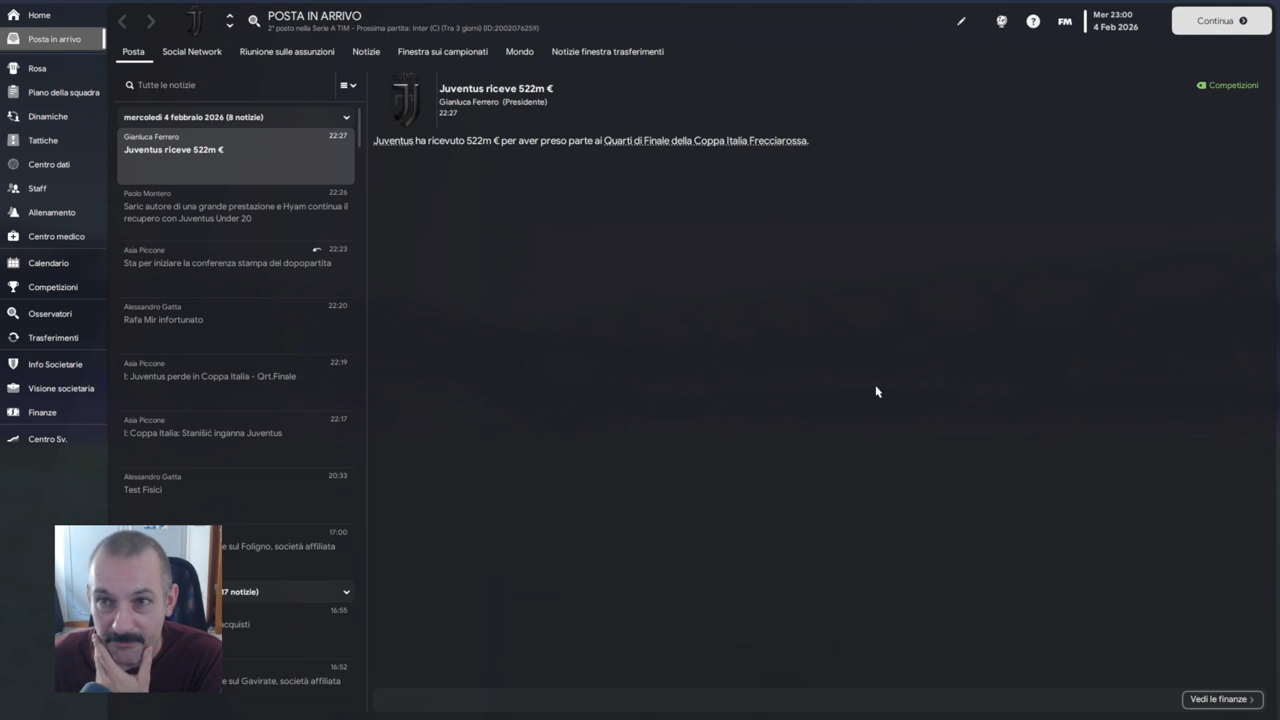 Home
Posta in arrivo
Rosa
Piano della squadra
Dinamiche
Tattiche
Centro dati
Staff
Allenamento
Centro medico
Calendario
Competizioni
Osservatori
Trasferimenti
Info Societarie
Visione societaria
Finanze
Centro Sv.
POSTA IN ARRIVO
2° posto nella Serie A TIM - Prossima partita: Inter (C) (Tra 3 giorni) (ID:2002076259)
FM
Mer 23:00
4 Feb 2026
Continua
Posta Social Network Riunione sulle assunzioni Notizie Finestra sui campionati Mondo Notizie finestra trasferimenti
Tutte le notizie
mercoledì 4 febbraio 2026 (8 notizie)
Gianluca Ferrero 22:27
Juventus riceve 522m €
Paolo Montero 22:26
Saric autore di una grande prestazione e Hyam continua il
recupero con Juventus Under 20
Asia Piccone 22:23
Sta per iniziare la conferenza stampa del dopopartita
Alessandro Gatta 22:20
Rafa Mir infortunato
Asia Piccone 22:19
I: Juventus perde in Coppa Italia - Qrt.Finale
Asia Piccone 22:17
I: Coppa Italia: Stanišić inganna Juventus
Alessandro Gatta 20:33
Test Fisici
17:00
e sul Foligno, società affiliata
17 notizie)
16:55
cquisti
16:52
e sul Gavirate, società affiliata
Juventus riceve 522m €
Gianluca Ferrero (Presidente)
22:27
Competizioni
Juventus ha ricevuto 522m € per aver preso parte ai Quarti di Finale della Coppa Italia Frecciarossa.
Vedi le finanze